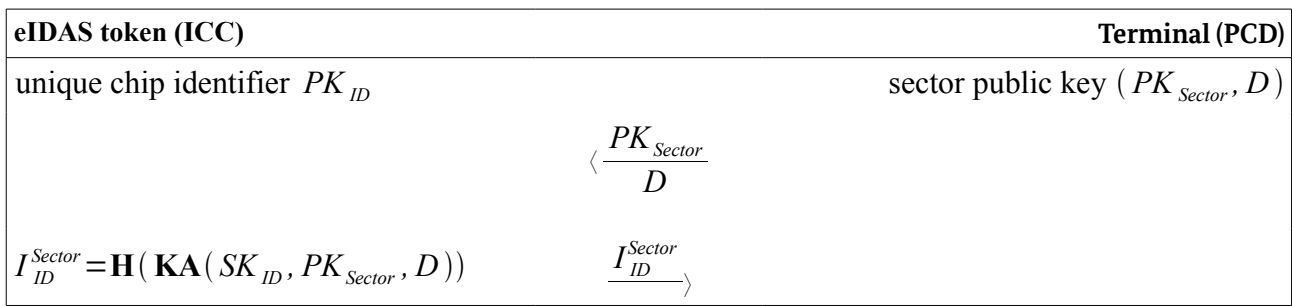 eIDAS token (ICC) Terminal (PCD)
unique chip identifier PK_ID sector public key (PK_Sector, D)
⟨ PK_Sector
D
I_ID^Sector = H(KA(SK_ID, PK_Sector, D)) I_ID^Sector ⟩